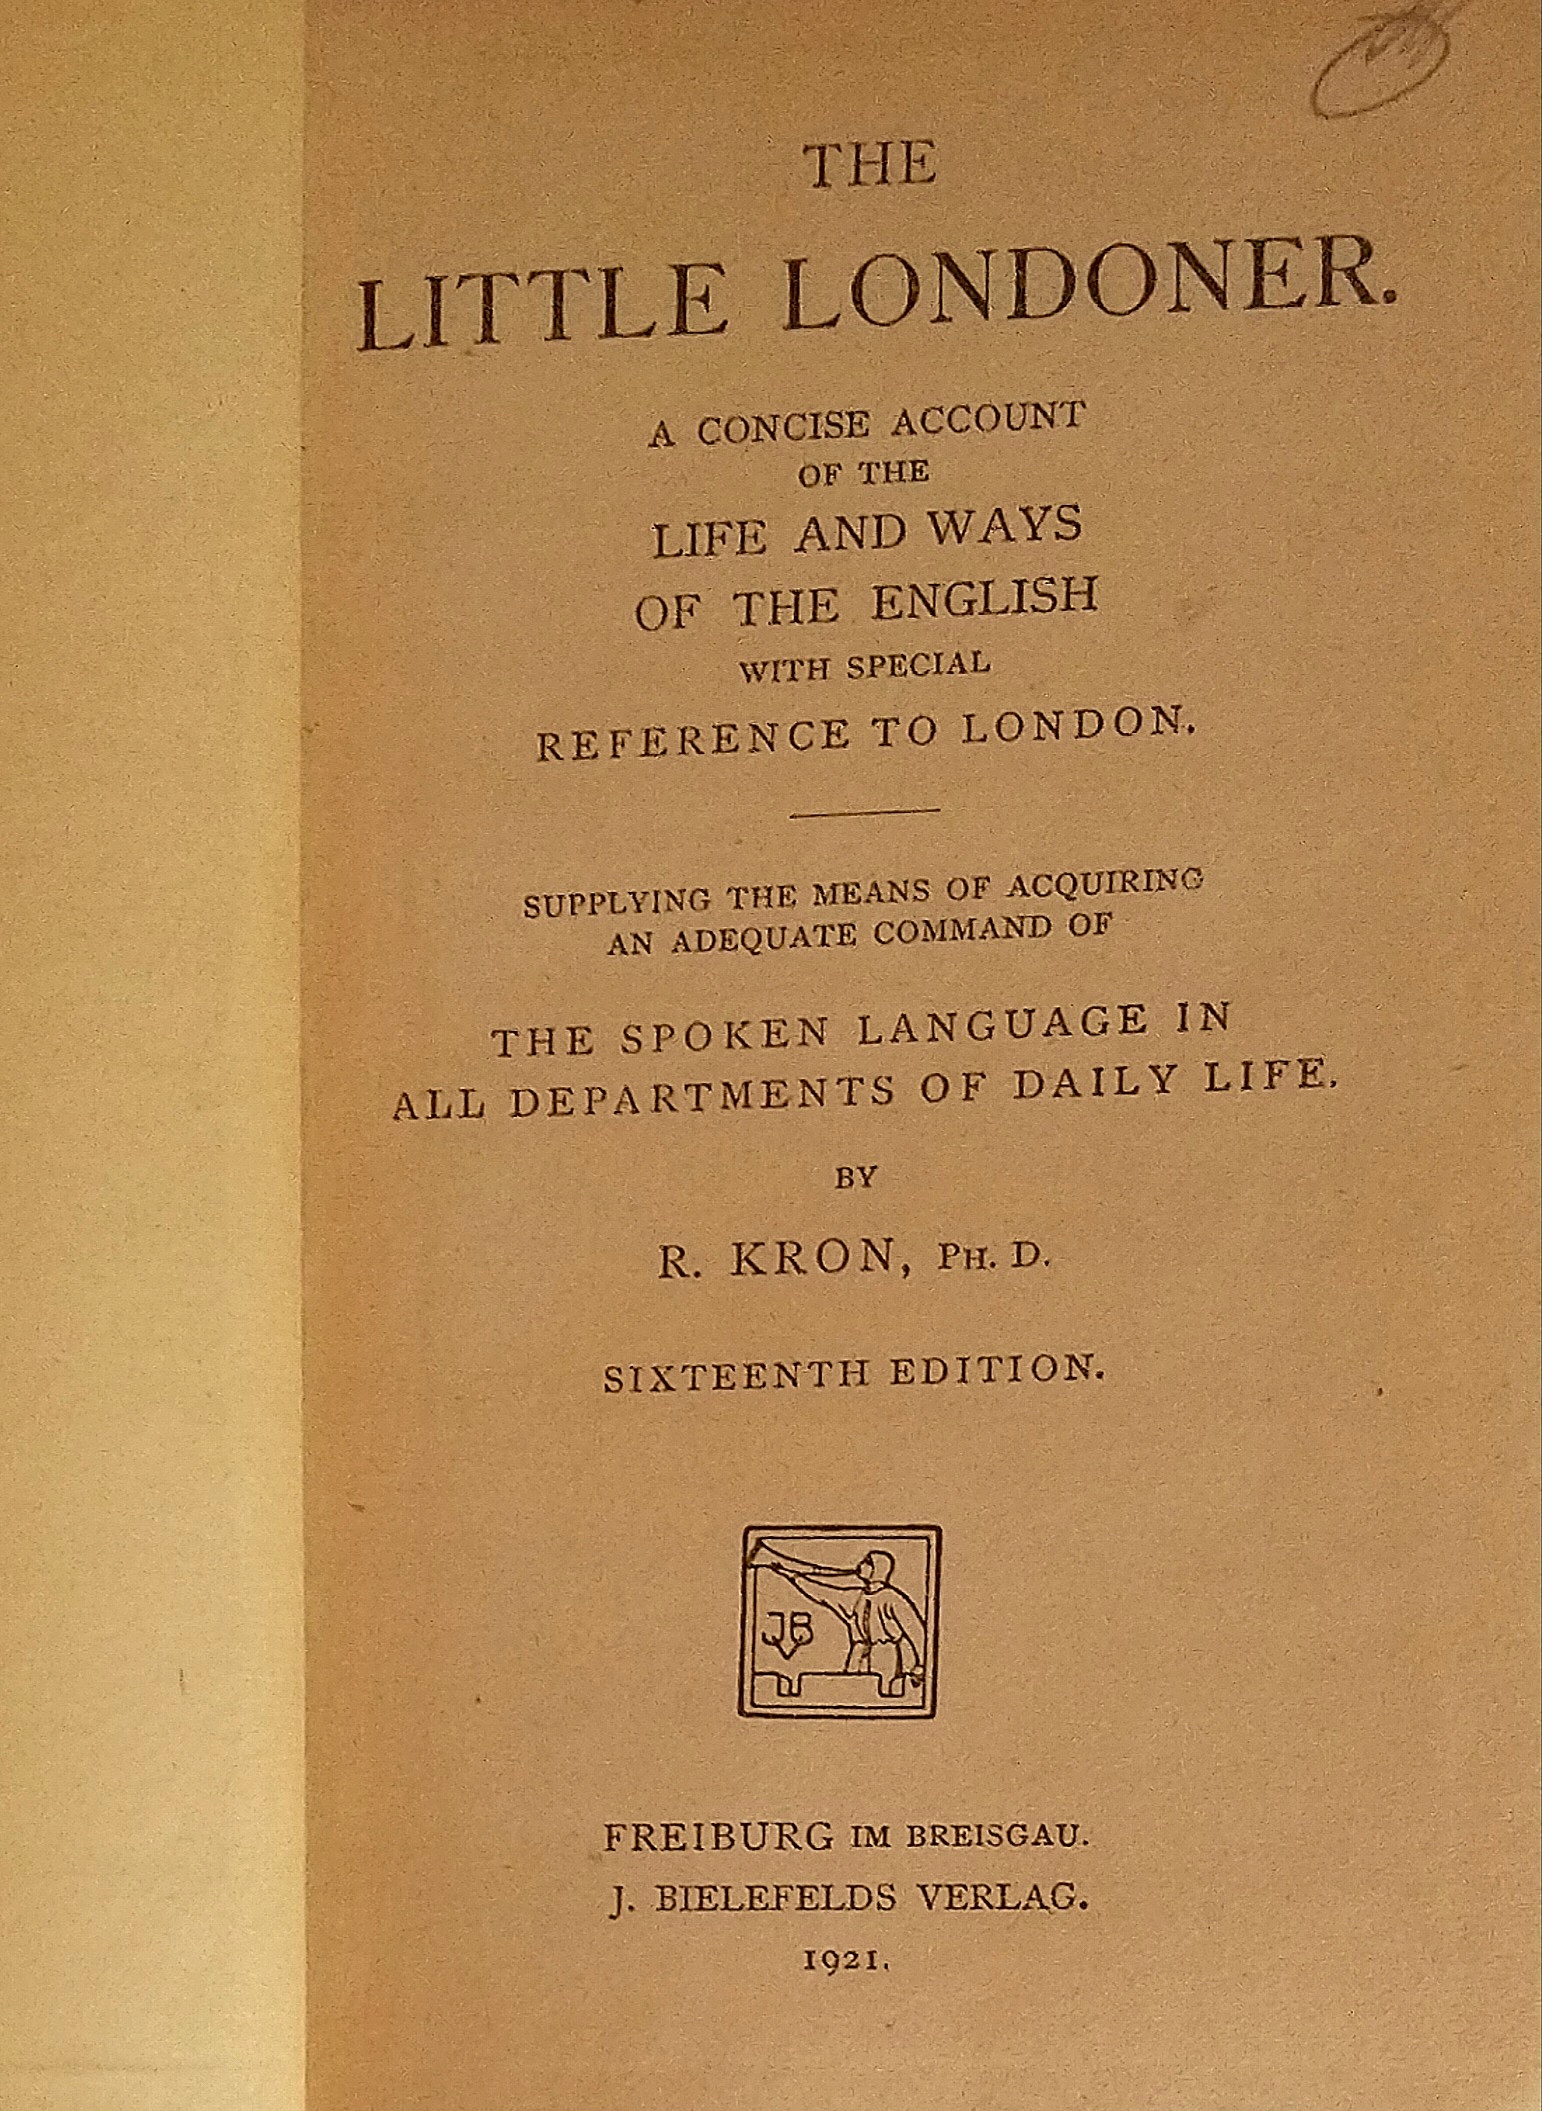 THE
LITTLE LONDONER.
A CONCISE ACCOUNT
OF THE
LIFE AND WAYS
OF THE ENGLISH
WITH SPECIAL
REFERENCE TO LONDON.
SUPPLYING THE MEANS OF ACQUIRING
AN ADEQUATE COMMAND OF
THE SPOKEN LANGUAGE IN
ALL DEPARTMENTS OF DAILY LIFE.
BY
R. KRON, PH. D.
SIXTEENTH EDITION.
JB
FREIBURG IM BREISGAU.
J. BIELEFELDS VERLAG.
1921.